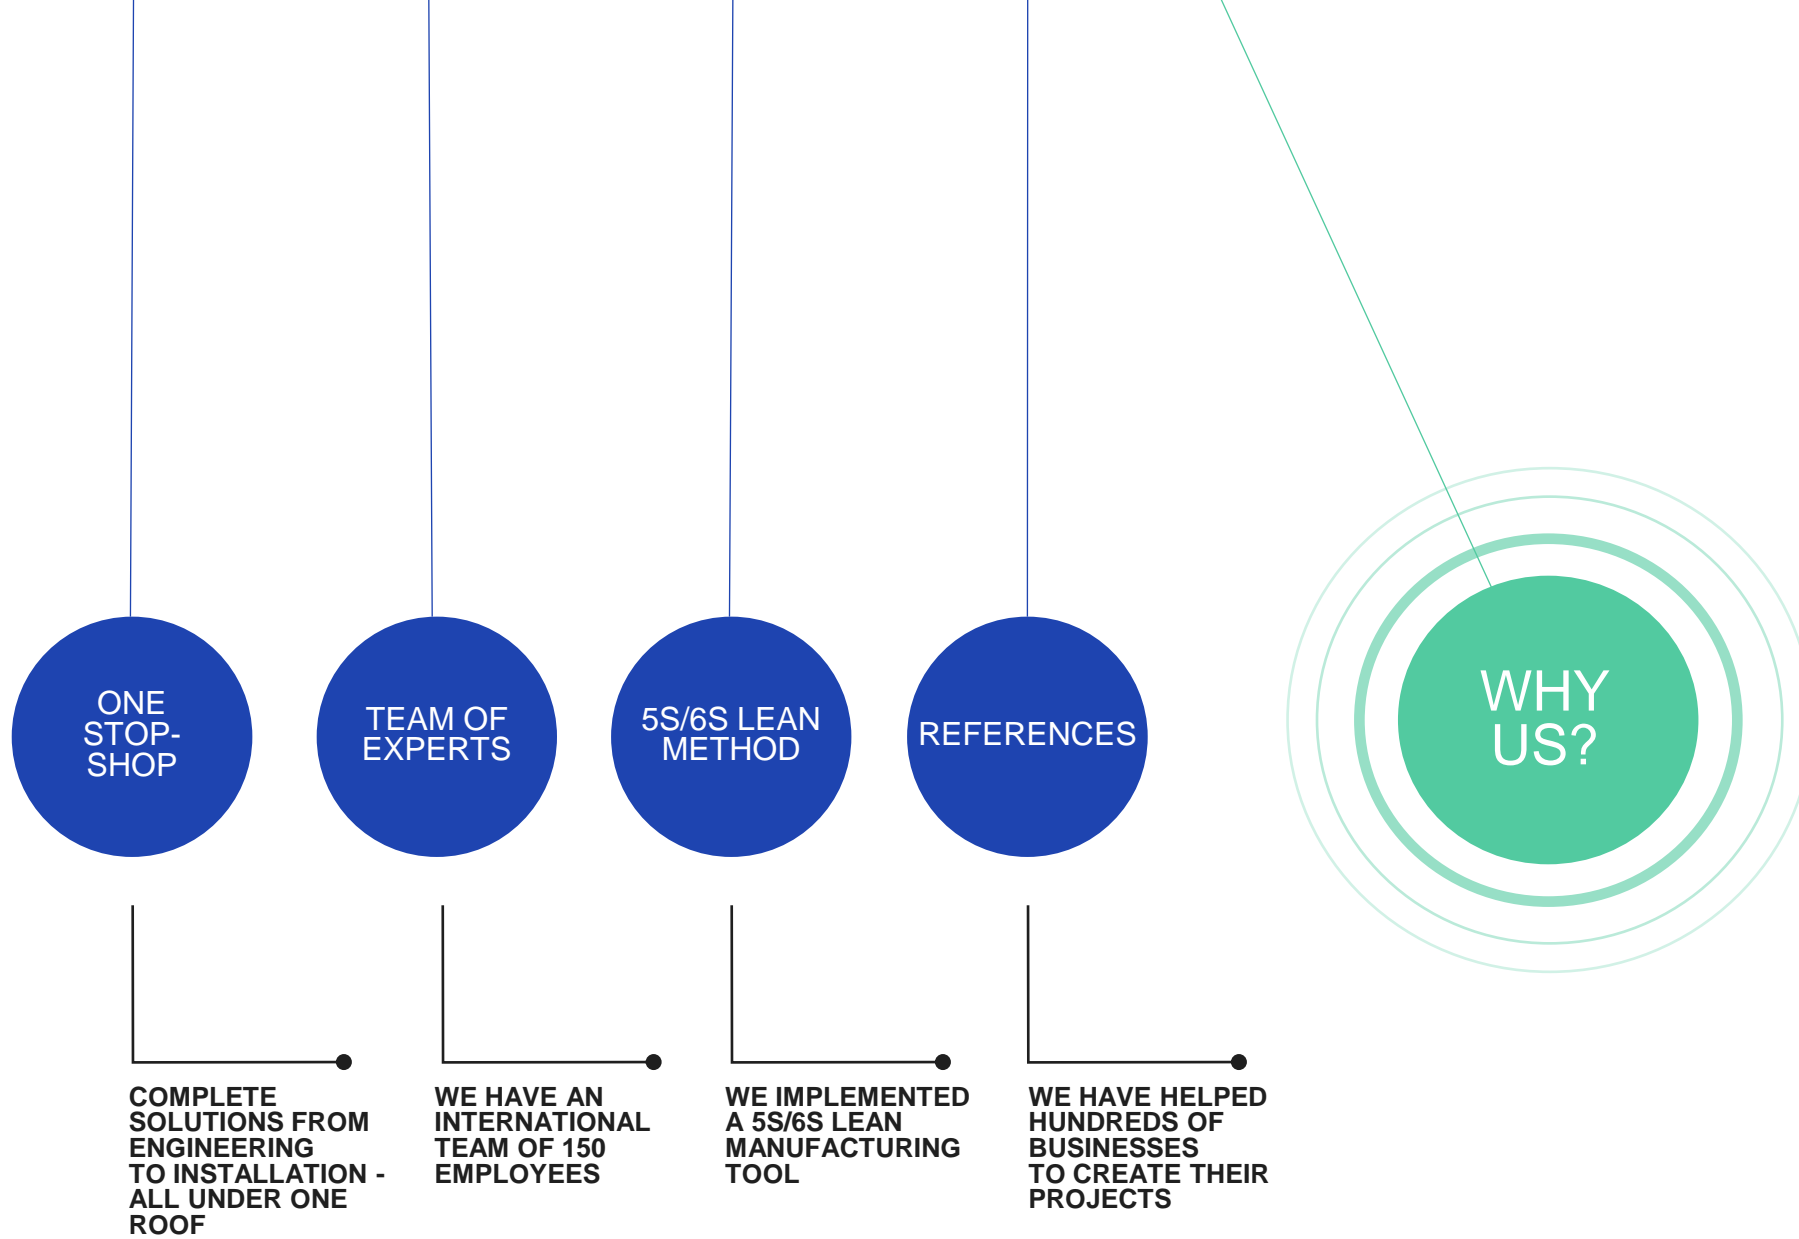 ONE
STOP-
SHOP
TEAM OF
EXPERTS
5S/6S LEAN
METHOD
REFERENCES
WHY
US?
COMPLETE
SOLUTIONS FROM
ENGINEERING
TO INSTALLATION -
ALL UNDER ONE
ROOF
WE HAVE AN
INTERNATIONAL
TEAM OF 150
EMPLOYEES
WE IMPLEMENTED
A 5S/6S LEAN
MANUFACTURING
TOOL
WE HAVE HELPED
HUNDREDS OF
BUSINESSES
TO CREATE THEIR
PROJECTS